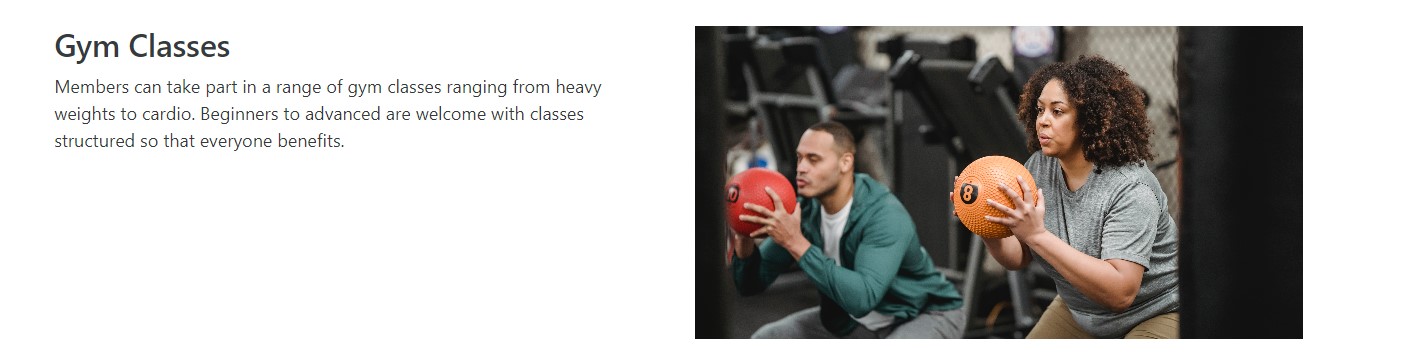 Gym Classes
Members can take part in a range of gym classes ranging from heavy
weights to cardio. Beginners to advanced are welcome with classes
structured so that everyone benefits.
8